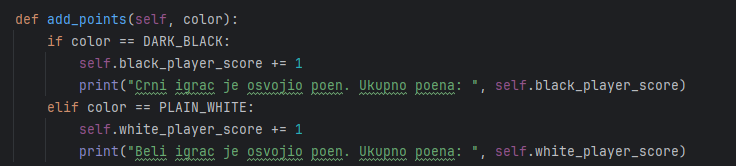 def add_points(self, color):
    if color == DARK_BLACK:
        self.black_player_score += 1
        print("Crni igrac je osvojio poen. Ukupno poena: ", self.black_player_score)
    elif color == PLAIN_WHITE:
        self.white_player_score += 1
        print("Beli igrac je osvojio poen. Ukupno poena: ", self.white_player_score)